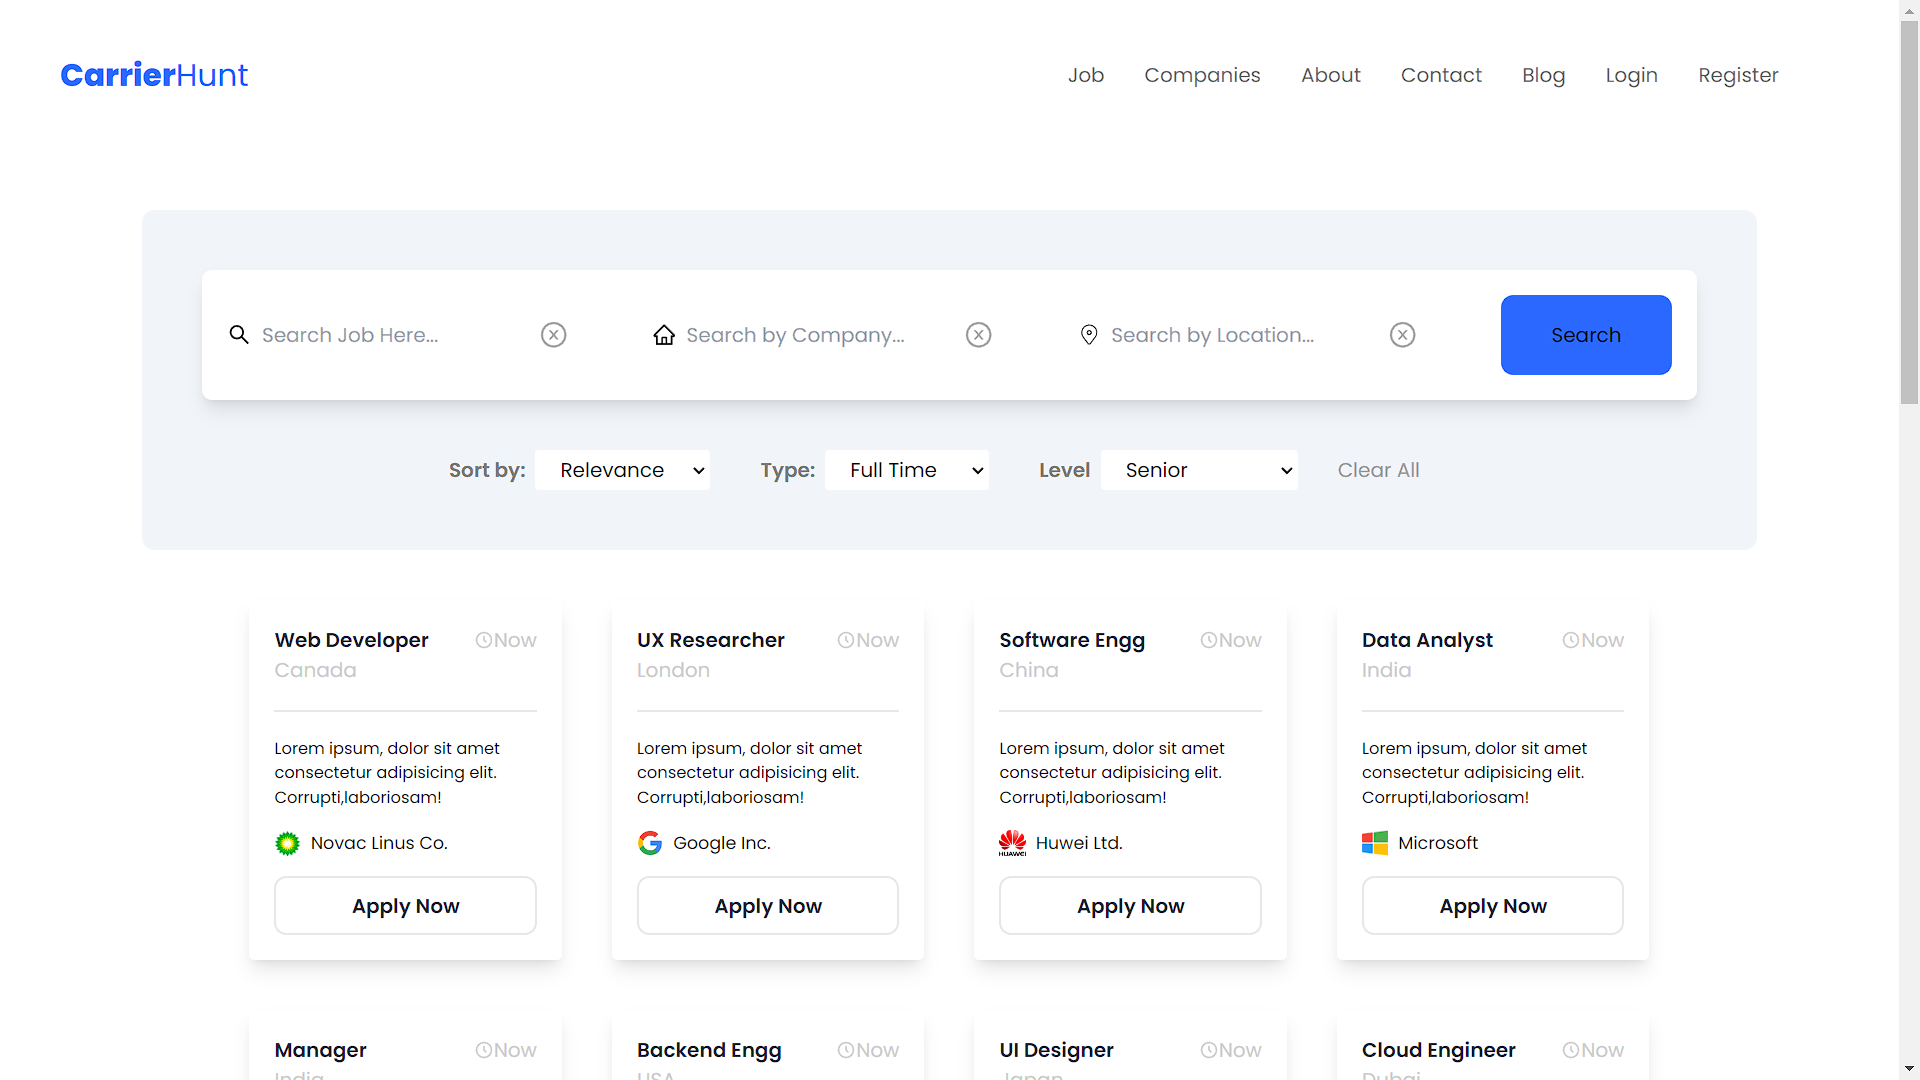 CarrierHunt
Job Companies About Contact Blog Login Register
Search Job Here... Search by Company... Search by Location... Search
Sort by: Relevance Type: Full Time Level Senior Clear All
Web Developer Now
Canada
Lorem ipsum, dolor sit amet
consectetur adipisicing elit.
Corrupti,laboriosam!
Novac Linus Co.
Apply Now
UX Researcher Now
London
Lorem ipsum, dolor sit amet
consectetur adipisicing elit.
Corrupti,laboriosam!
Google Inc.
Apply Now
Software Engg Now
China
Lorem ipsum, dolor sit amet
consectetur adipisicing elit.
Corrupti,laboriosam!
HUAWEI
Huwei Ltd.
Apply Now
Data Analyst Now
India
Lorem ipsum, dolor sit amet
consectetur adipisicing elit.
Corrupti,laboriosam!
Microsoft
Apply Now
Manager Now
India
Backend Engg Now
USA
UI Designer Now
Japan
Cloud Engineer Now
Dubai